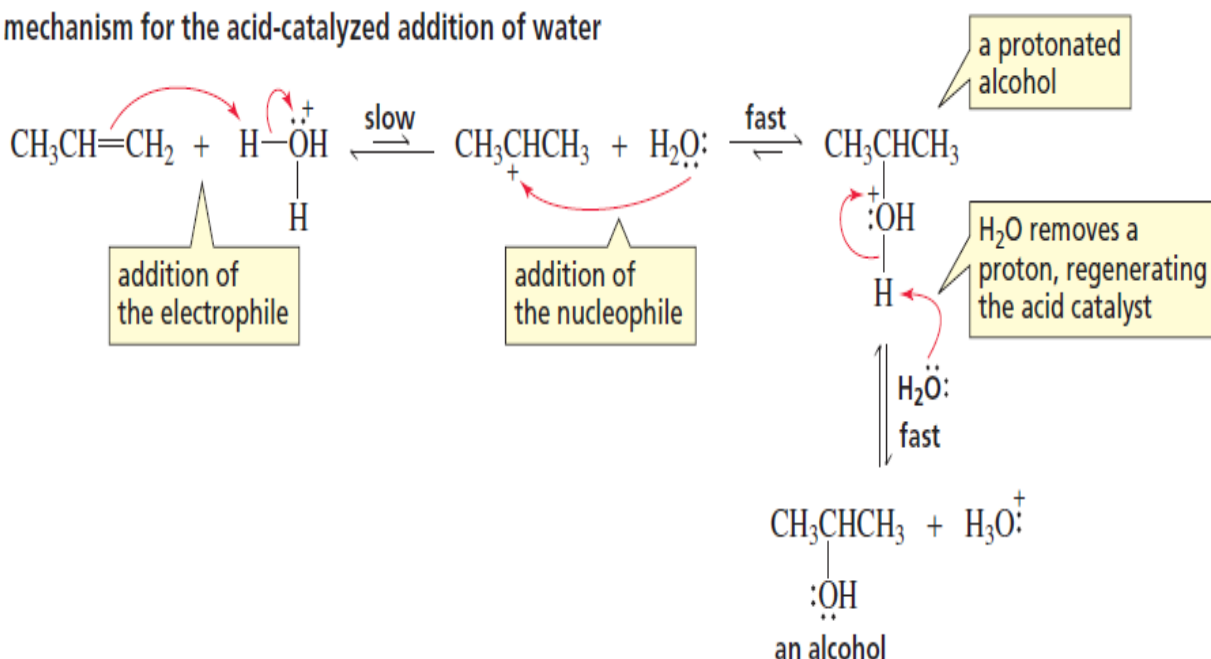 mechanism for the acid-catalyzed addition of water
a protonated
alcohol
CH₃CH=CH₂ + H—ÖH
+
H
slow
CH₃CHCH₃ + H₂O:
+
fast
CH₃CHCH₃
+
:OH
H
addition of
the electrophile
addition of
the nucleophile
H₂O removes a
proton, regenerating
the acid catalyst
H₂Ö:
fast
CH₃CHCH₃ + H₃O:
+
:OH
an alcohol